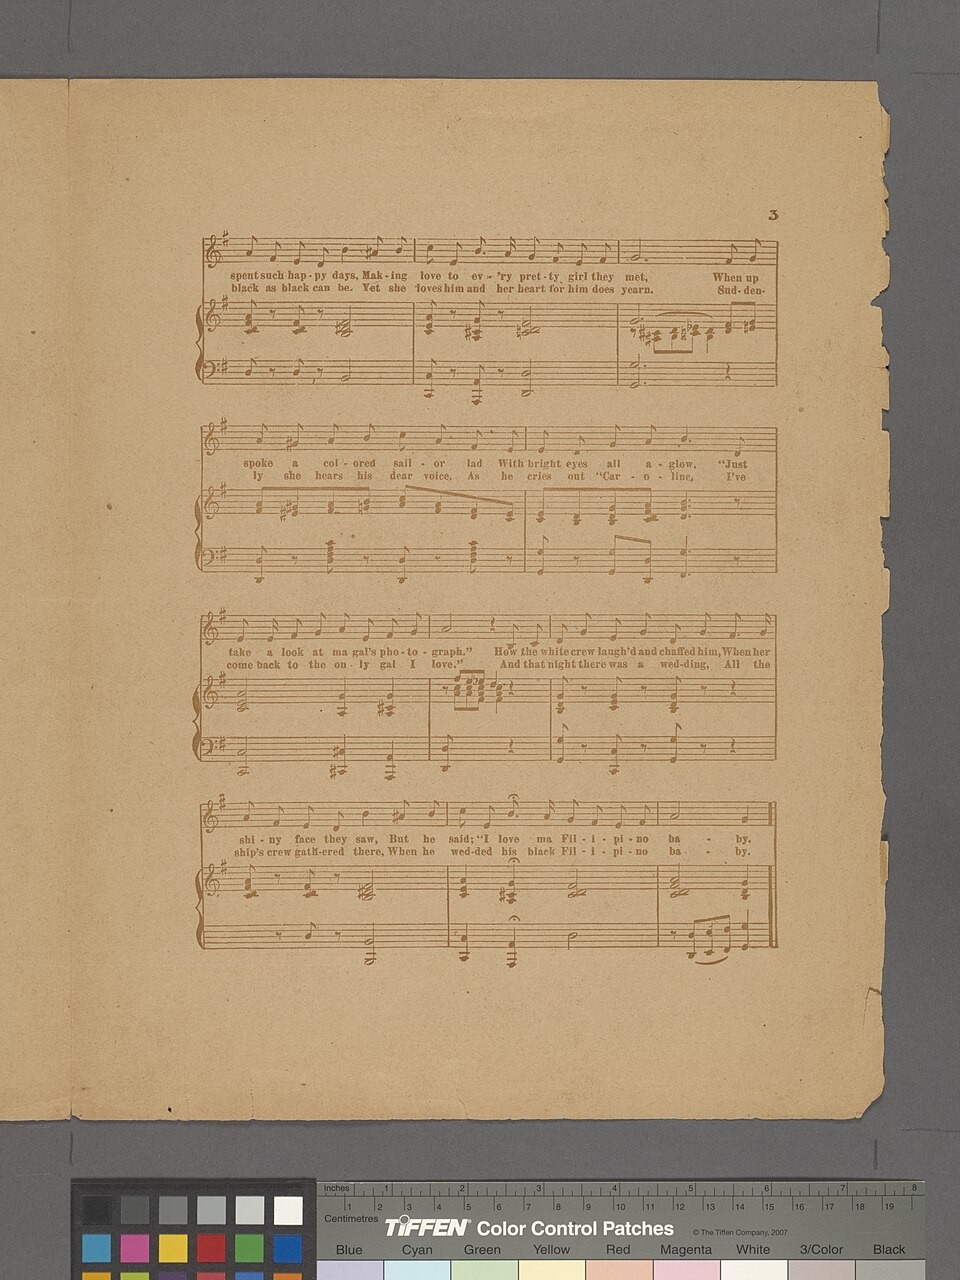 3
spent such hap - py days, Mak - ing love to ev - 'ry pret - ty girl they met, When up
black as black can be. Yet she loves him and her heart for him does yearn. Sud - den-
spoke a col - ored sail - or lad With bright eyes all a - glow, “Just
ly she hears his dear voice, As he cries out “Car - o - line, I've
take a look at ma gal's pho - to - graph.” How the white crew laugh'd and chaffed him, When her
come back to the on - ly gal I love.” And that night there was a wed - ding, All the
shi - ny face they saw, But he said; “I love ma Fil - i - pi - no ba - by.
ship's crew gath - ered there, When he wed - ded his black Fil - i - pi - no ba - by.
Inches 1 2 3 4 5 6 7 8
Centimetres 1 2 3 4 5 6 7 8 9 10 11 12 13 14 15 16 17 18 19
TIFFEN® Color Control Patches © The Tiffen Company, 2007
Blue Cyan Green Yellow Red Magenta White 3/Color Black